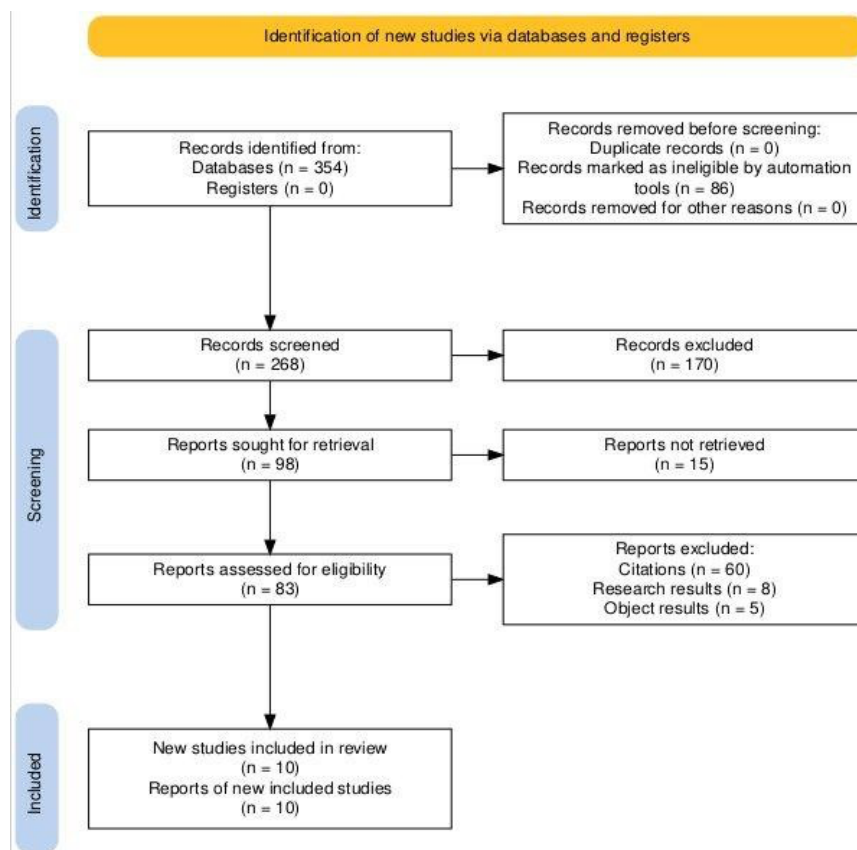 Identification of new studies via databases and registers
Identification
Records identified from:
Databases (n = 354)
Registers (n = 0)
Records removed before screening:
Duplicate records (n = 0)
Records marked as ineligible by automation
tools (n = 86)
Records removed for other reasons (n = 0)
Screening
Records screened
(n = 268)
Records excluded
(n = 170)
Reports sought for retrieval
(n = 98)
Reports not retrieved
(n = 15)
Reports assessed for eligibility
(n = 83)
Reports excluded:
Citations (n = 60)
Research results (n = 8)
Object results (n = 5)
Included
New studies included in review
(n = 10)
Reports of new included studies
(n = 10)